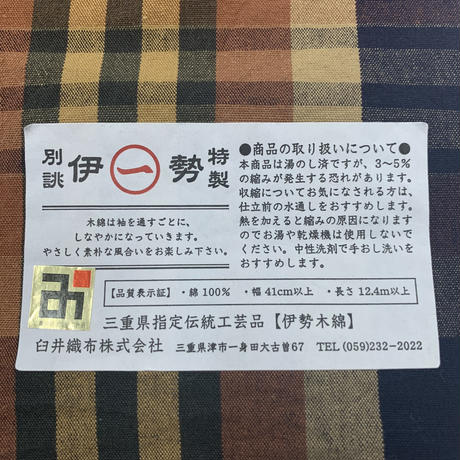 別誂 伊 一 勢 特製
木綿は袖を通すごとに、
しなやかになっていきます。
やさしく素朴な風合いをお楽しみ下さい。
●商品の取り扱いについて●
本商品は湯のし済ですが、3〜5%
の縮みが発生する恐れがあります。
収縮についてお気になされる方は、
仕立前の水通しをおすすめします。
熱を加えると縮みの原因になります
のでお湯や乾燥機は使用しないで
ください。中性洗剤で手おし洗いを
おすすめします。
【品質表示証】・綿100% ・幅41cm以上 ・長さ12.4m以上
三重県指定伝統工芸品【伊勢木綿】
臼井織布株式会社 三重県津市一身田大古曽67 TEL(059)232-2022